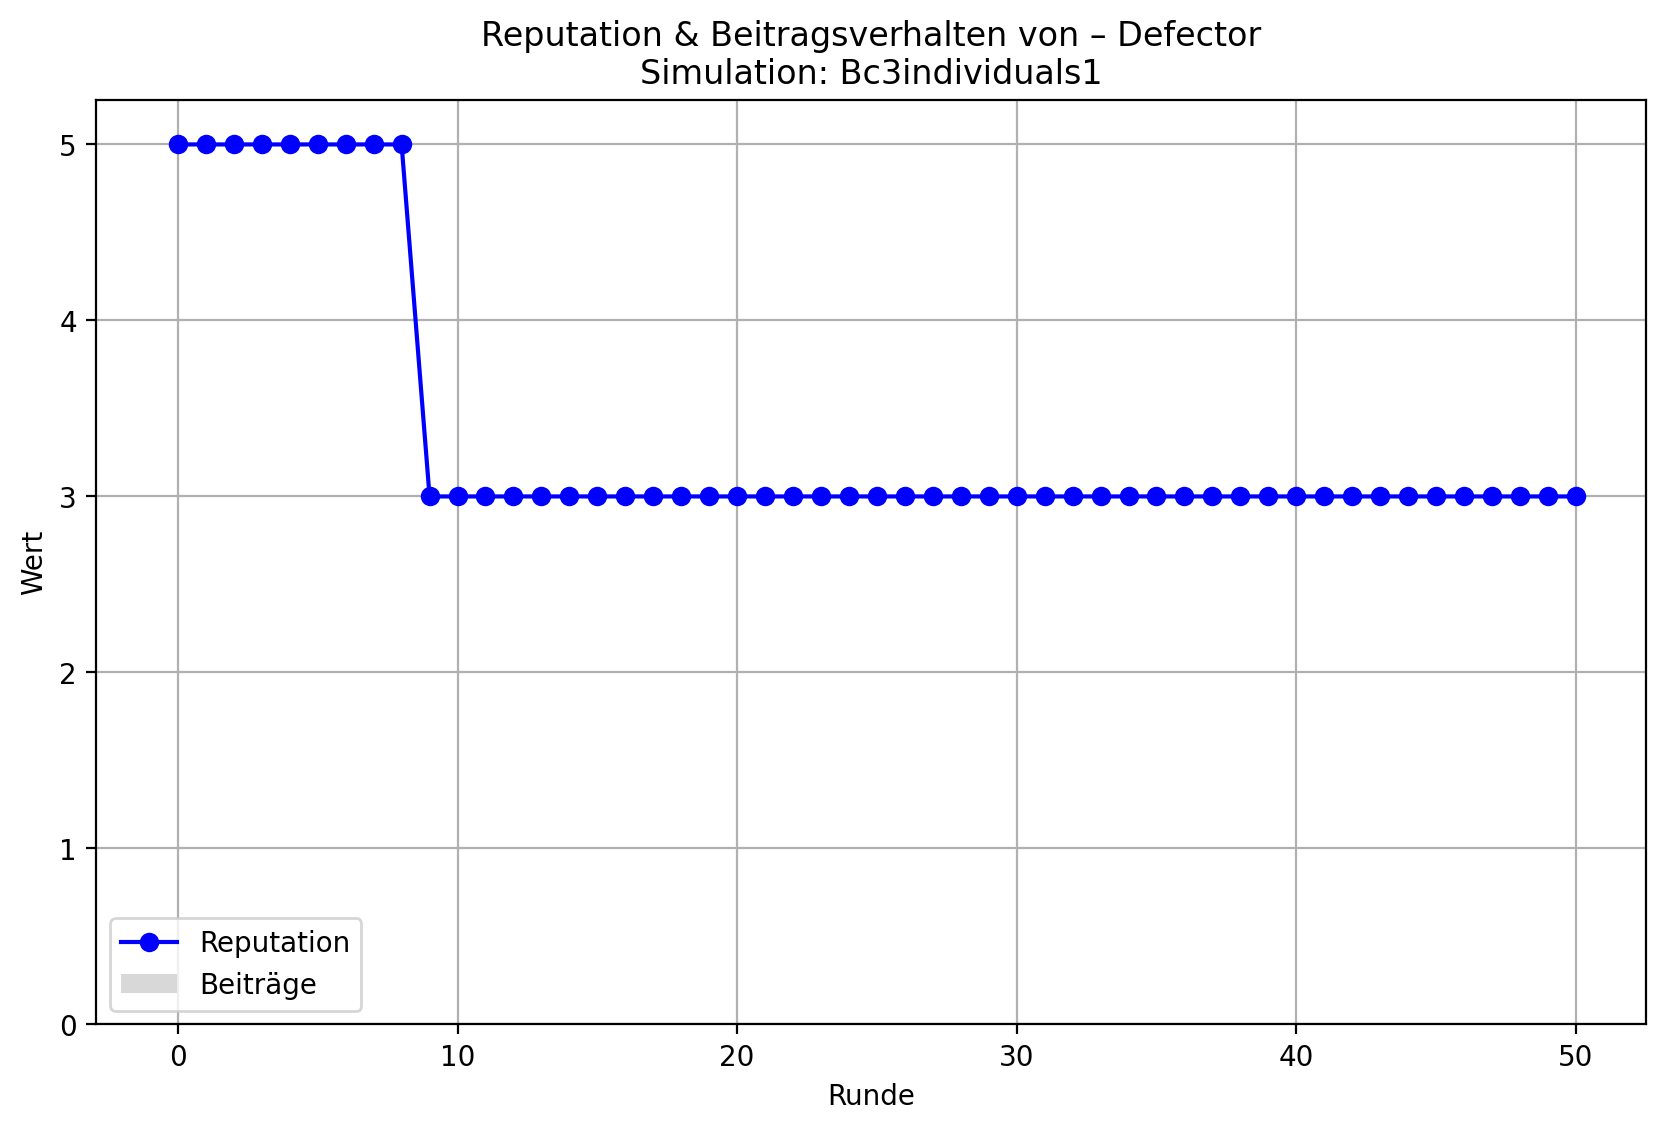 Reputation & Beitragsverhalten von – Defector
Simulation: Bc3individuals1
5
4
3
2
1
0
Wert
Reputation
Beiträge
0 10 20 30 40 50
Runde